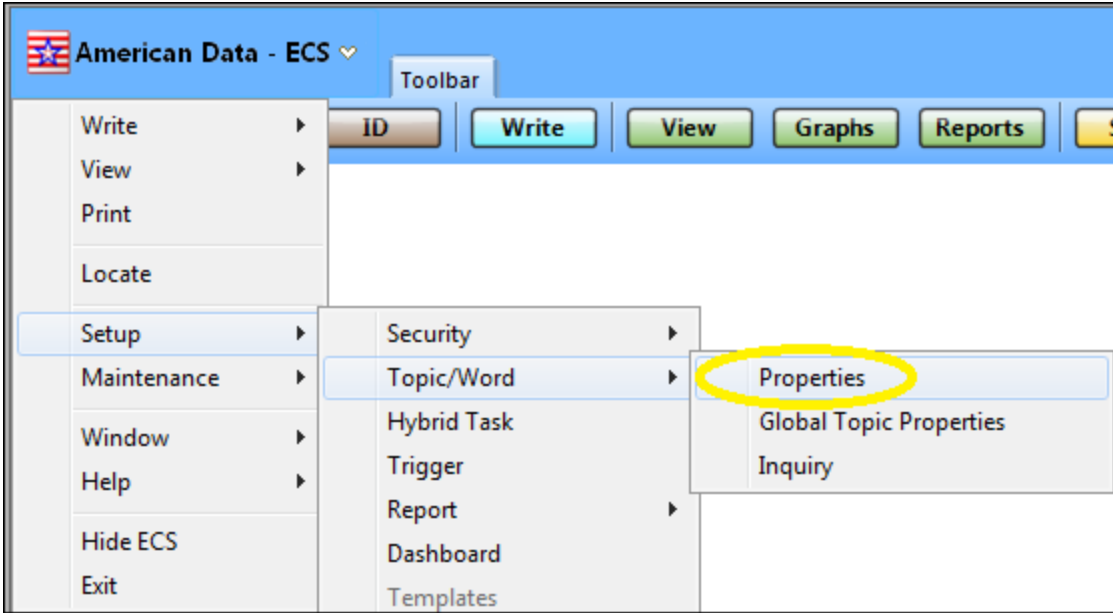 American Data - ECS
Toolbar
ID
Write
View
Graphs
Reports
Write
View
Print
Locate
Setup
Maintenance
Window
Help
Hide ECS
Exit
Security
Topic/Word
Hybrid Task
Trigger
Report
Dashboard
Templates
Properties
Global Topic Properties
Inquiry